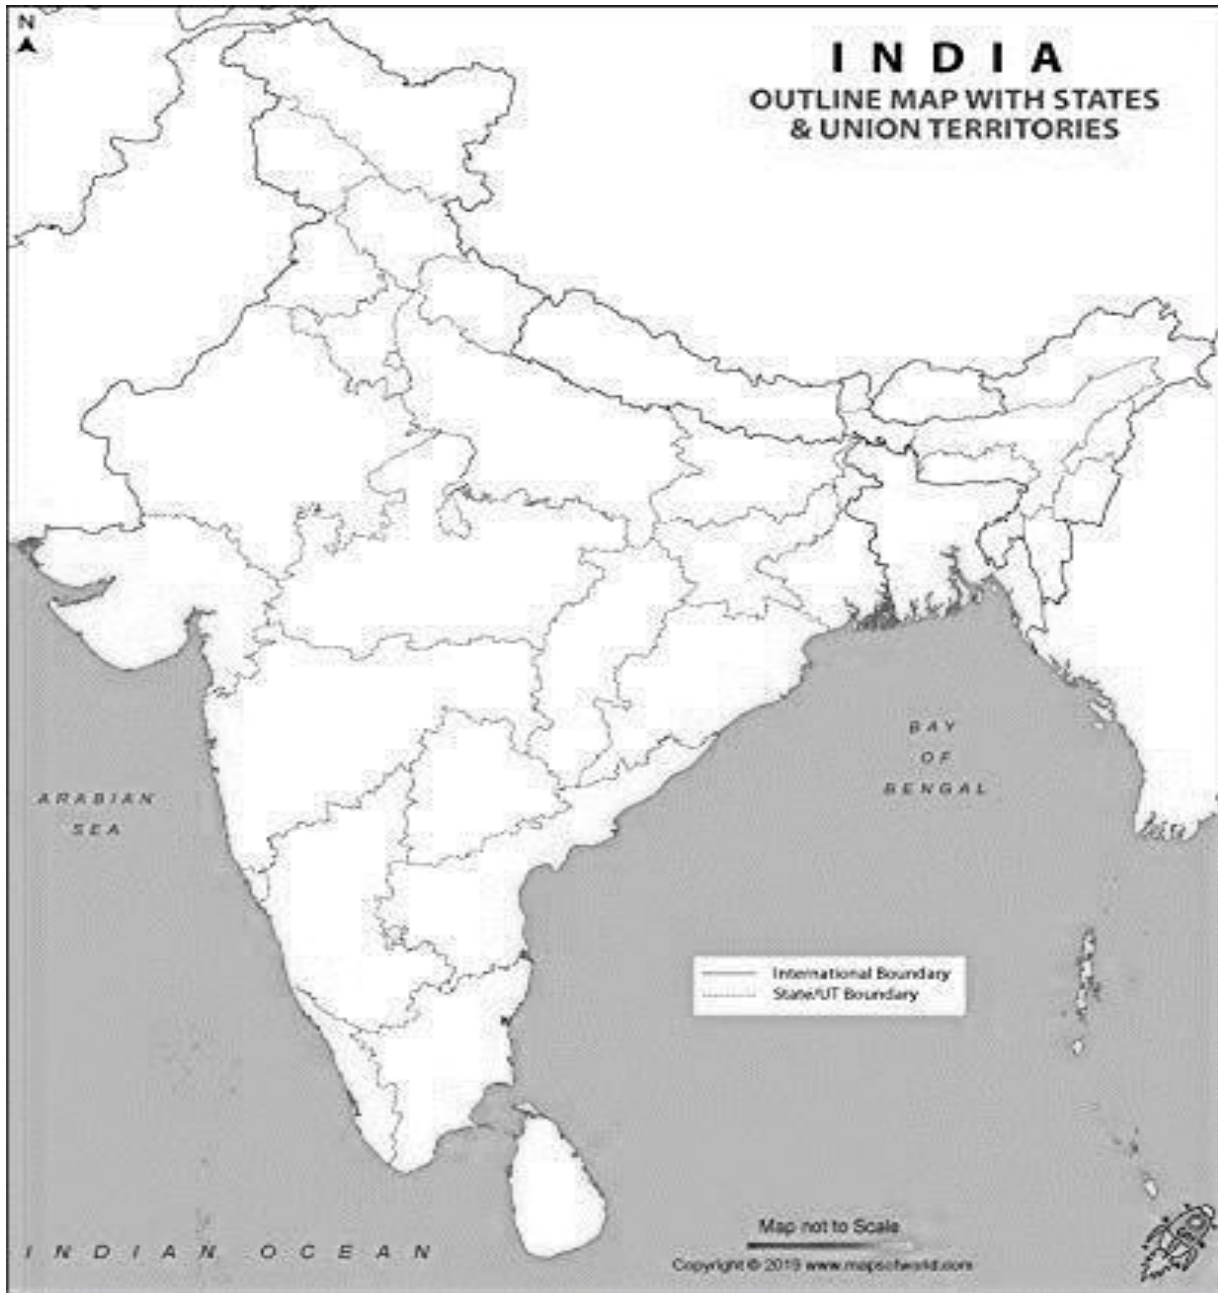 N
INDIA
OUTLINE MAP WITH STATES
& UNION TERRITORIES
ARABIAN
SEA
BAY
OF
BENGAL
International Boundary
State/UT Boundary
Map not to Scale
INDIAN OCEAN
Copyright © 2019 www.mapsofworld.com